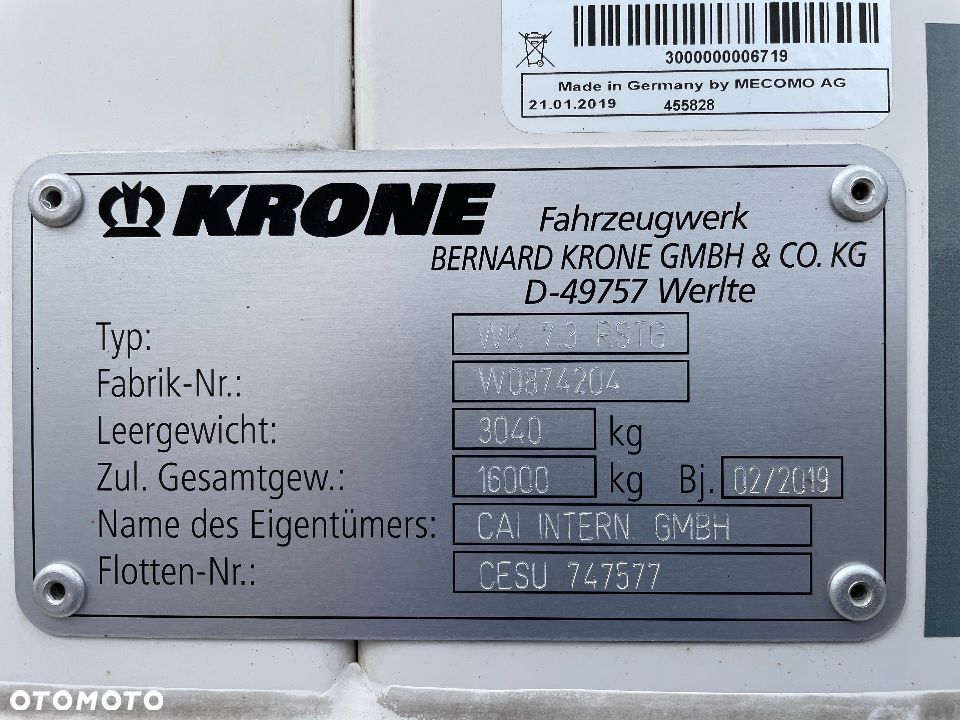 3000000006719
Made in Germany by MECOMO AG
21.01.2019 455828
KRONE
Fahrzeugwerk
BERNARD KRONE GMBH & CO. KG
D-49757 Werlte
Typ: WK 7.3 RSTG
Fabrik-Nr.: W0874204
Leergewicht: 3040 kg
Zul. Gesamtgew.: 16000 kg Bj. 02/2019
Name des Eigentümers: CAI INTERN. GMBH
Flotten-Nr.: CESU 747577
OTOMOTO